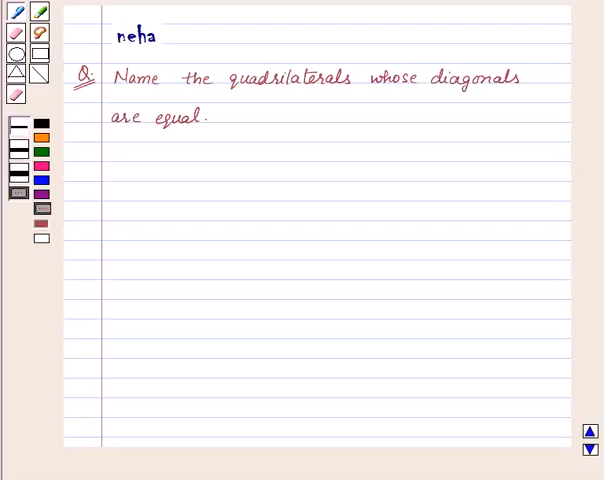 neha
Q. Name the quadrilaterals whose diagonals
are equal.